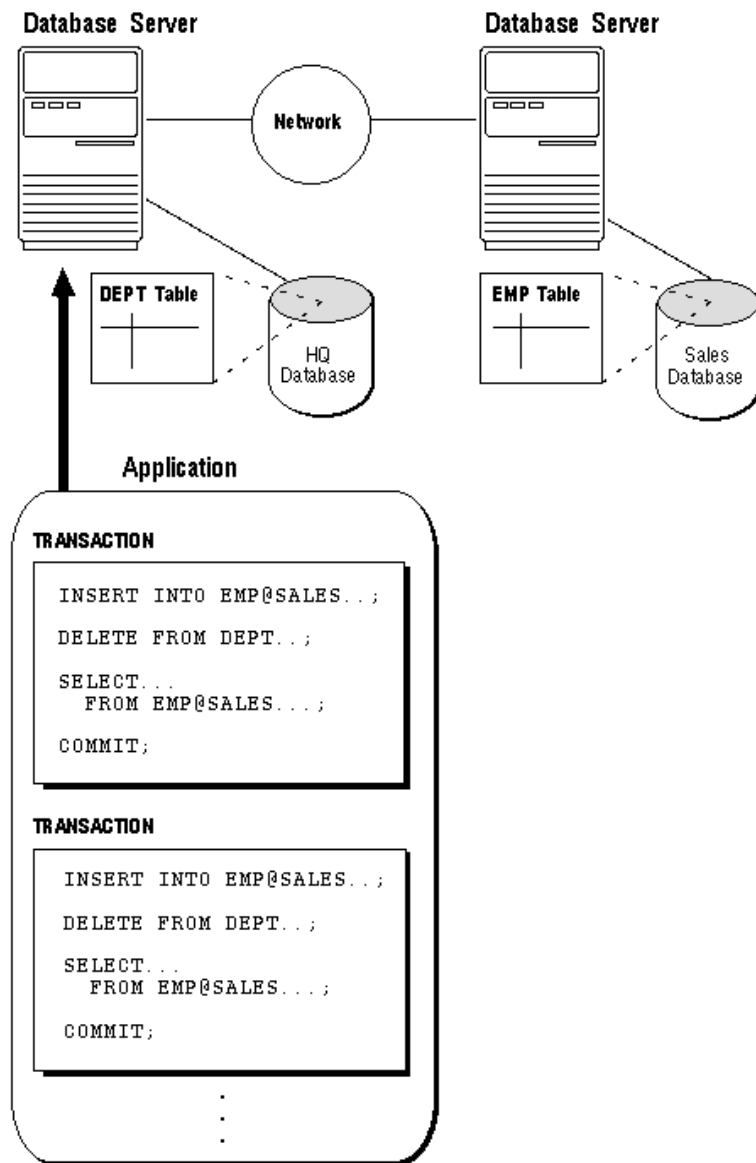 Database Server
Database Server
Network
DEPT Table
HQ
Database
EMP Table
Sales
Database
Application
TRANSACTION
INSERT INTO EMP@SALES..;
DELETE FROM DEPT..;
SELECT...
FROM EMP@SALES...;
COMMIT;
TRANSACTION
INSERT INTO EMP@SALES..;
DELETE FROM DEPT..;
SELECT...
FROM EMP@SALES...;
COMMIT;
.
.
.